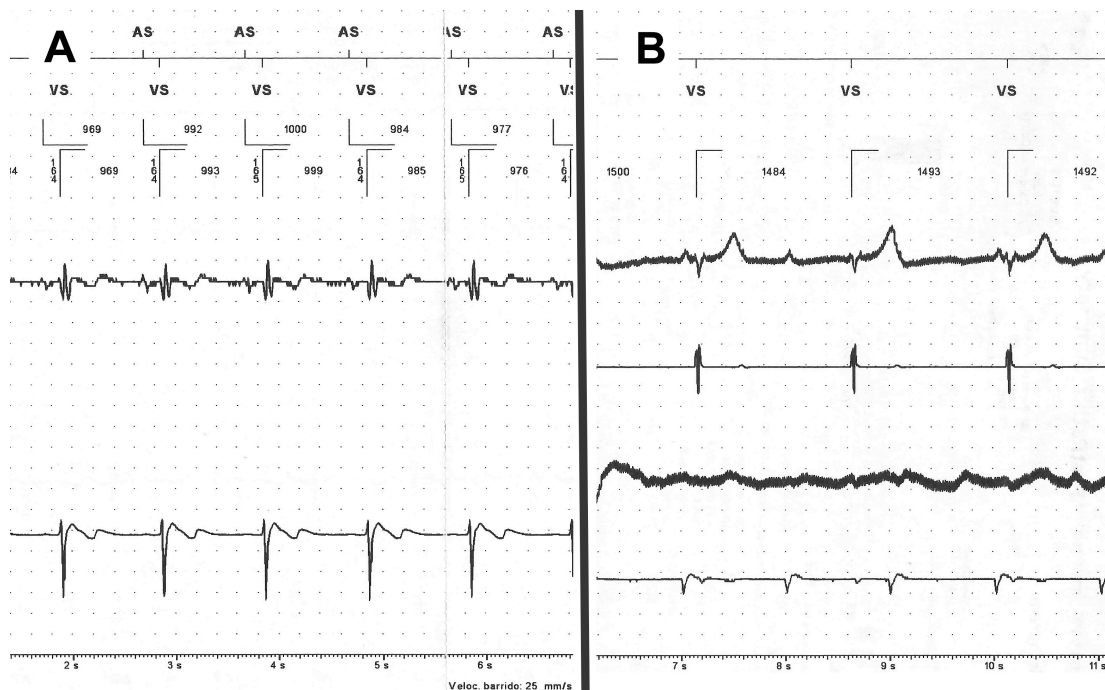 A
AS AS AS AS AS
VS VS VS VS VS VS
969 992 1000 984 977
164 164 165 164 165 164
969 993 999 985 976
2 s 3 s 4 s 5 s 6 s
Veloc. barrido: 25 mm/s
B
VS VS VS
1500 1484 1493 1492
7 s 8 s 9 s 10 s 11 s